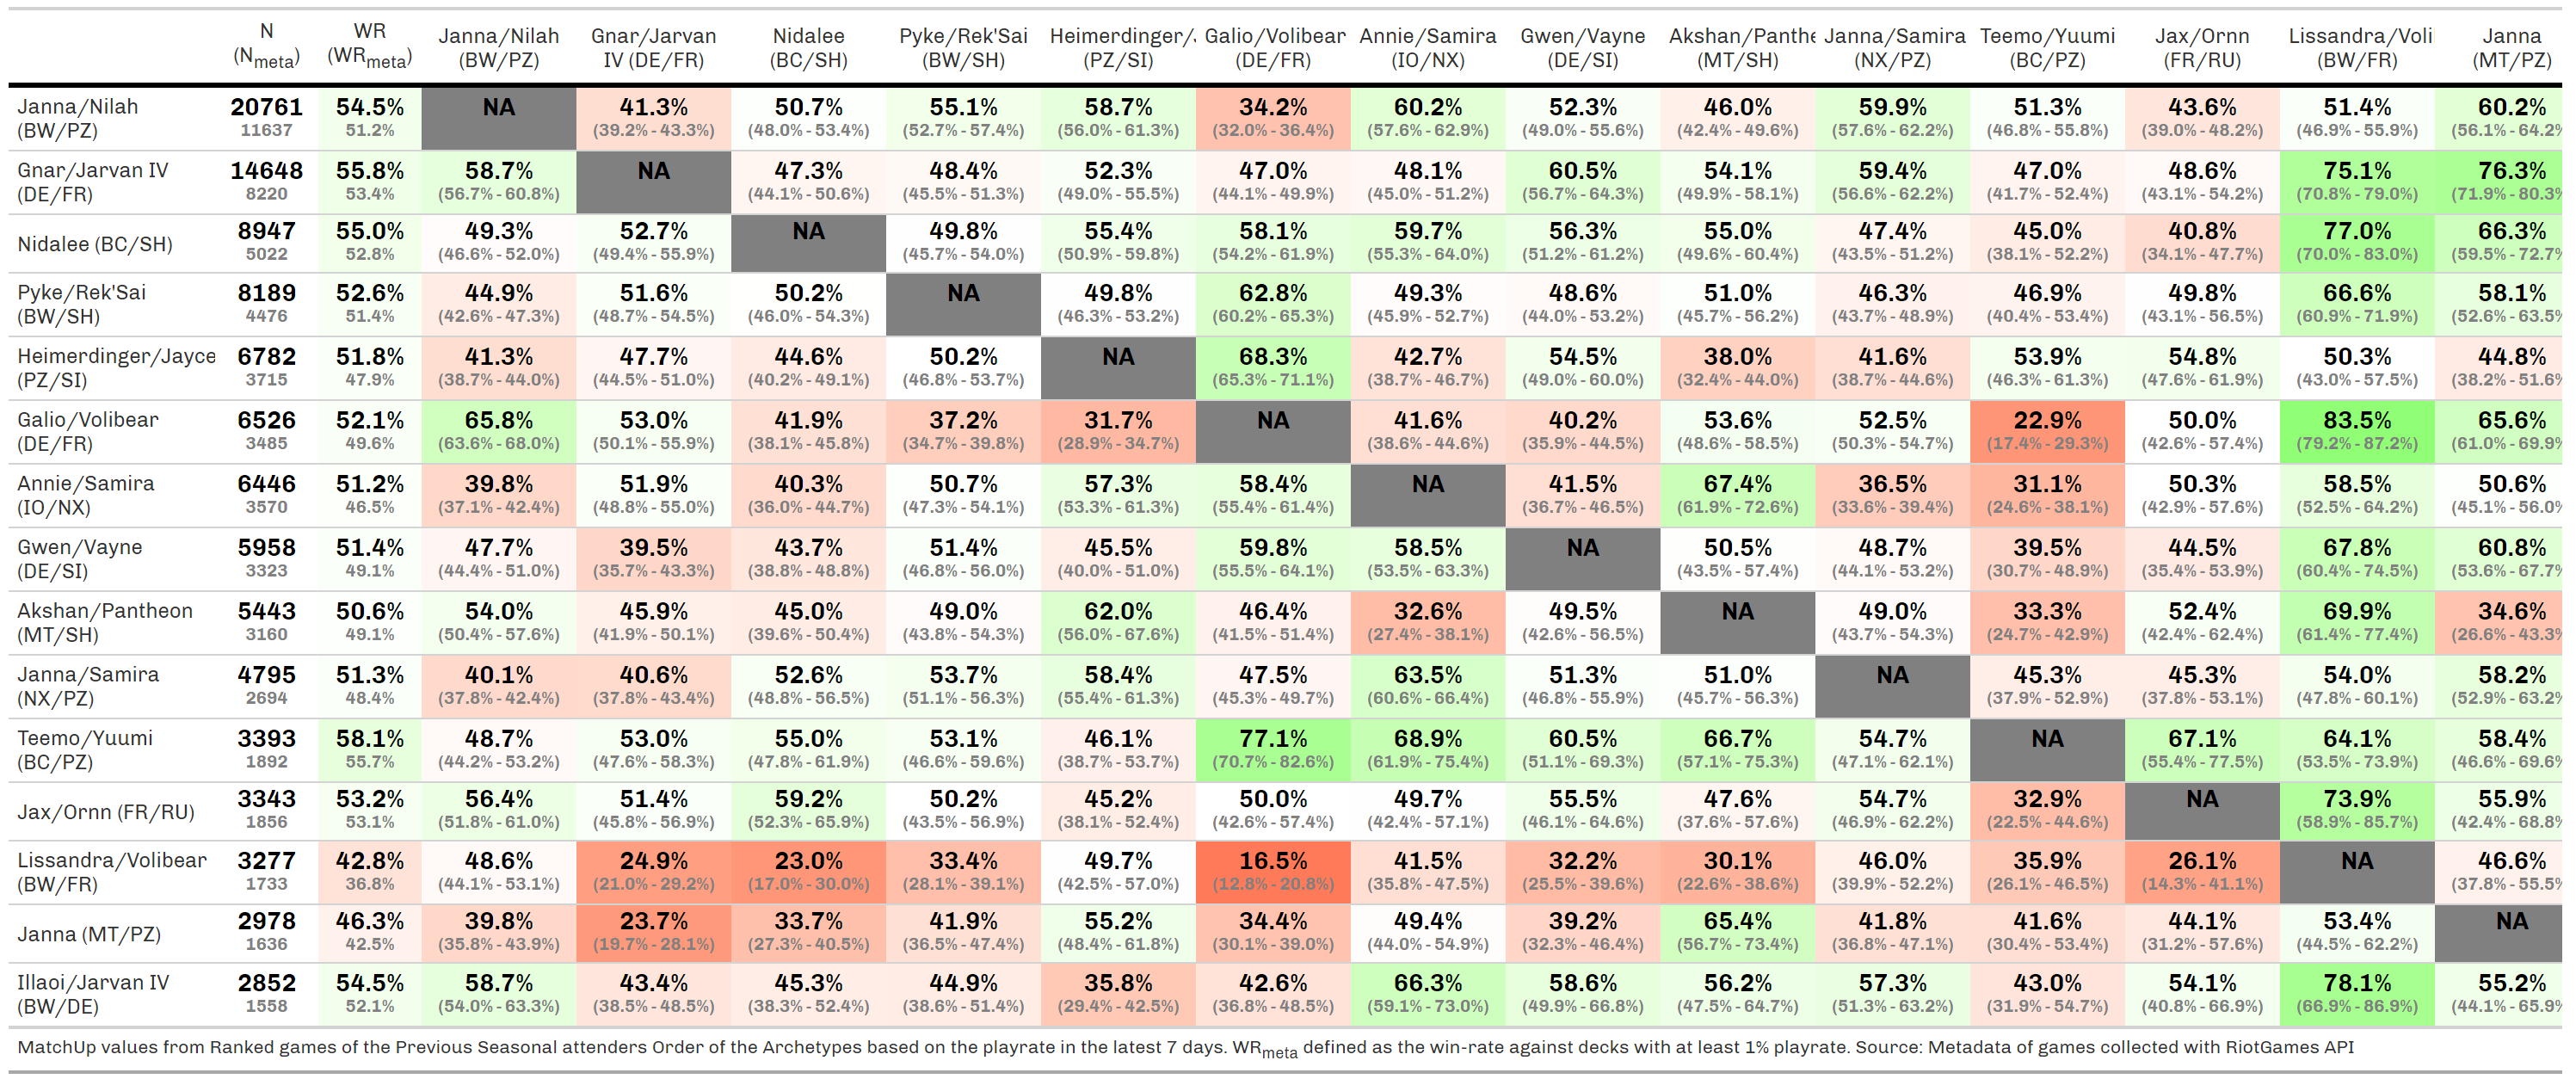 N WR Janna/Nilah Gnar/Jarvan Nidalee Pyke/Rek'Sai Heimerdinger/ Galio/Volibear Annie/Samira Gwen/Vayne Akshan/Panthe Janna/Samira Teemo/Yuumi Jax/Ornn Lissandra/Voli Janna
(Nmeta) (WRmeta) (BW/PZ) IV (DE/FR) (BC/SH) (BW/SH) (PZ/SI) (DE/FR) (IO/NX) (DE/SI) (MT/SH) (NX/PZ) (BC/PZ) (FR/RU) (BW/FR) (MT/PZ)
Janna/Nilah 20761 54.5% NA 41.3% 50.7% 55.1% 58.7% 34.2% 60.2% 52.3% 46.0% 59.9% 51.3% 43.6% 51.4% 60.2%
(BW/PZ) 11637 51.2% (39.2% - 43.3%) (48.0% - 53.4%) (52.7% - 57.4%) (56.0% - 61.3%) (32.0% - 36.4%) (57.6% - 62.9%) (49.0% - 55.6%) (42.4% - 49.6%) (57.6% - 62.2%) (46.8% - 55.8%) (39.0% - 48.2%) (46.9% - 55.9%) (56.1% - 64.2%
Gnar/Jarvan IV 14648 55.8% 58.7% NA 47.3% 48.4% 52.3% 47.0% 48.1% 60.5% 54.1% 59.4% 47.0% 48.6% 75.1% 76.3%
(DE/FR) 8220 53.4% (56.7% - 60.8%) (44.1% - 50.6%) (45.5% - 51.3%) (49.0% - 55.5%) (44.1% - 49.9%) (45.0% - 51.2%) (56.7% - 64.3%) (49.9% - 58.1%) (56.6% - 62.2%) (41.7% - 52.4%) (43.1% - 54.2%) (70.8% - 79.0%) (71.9% - 80.3%
Nidalee (BC/SH) 8947 55.0% 49.3% 52.7% NA 49.8% 55.4% 58.1% 59.7% 56.3% 55.0% 47.4% 45.0% 40.8% 77.0% 66.3%
5022 52.8% (46.6% - 52.0%) (49.4% - 55.9%) (45.7% - 54.0%) (50.9% - 59.8%) (54.2% - 61.9%) (55.3% - 64.0%) (51.2% - 61.2%) (49.6% - 60.4%) (43.5% - 51.2%) (38.1% - 52.2%) (34.1% - 47.7%) (70.0% - 83.0%) (59.5% - 72.7%
Pyke/Rek'Sai 8189 52.6% 44.9% 51.6% 50.2% NA 49.8% 62.8% 49.3% 48.6% 51.0% 46.3% 46.9% 49.8% 66.6% 58.1%
(BW/SH) 4476 51.4% (42.6% - 47.3%) (48.7% - 54.5%) (46.0% - 54.3%) (46.3% - 53.2%) (60.2% - 65.3%) (45.9% - 52.7%) (44.0% - 53.2%) (45.7% - 56.2%) (43.7% - 48.9%) (40.4% - 53.4%) (43.1% - 56.5%) (60.9% - 71.9%) (52.6% - 63.5%
Heimerdinger/Jayce 6782 51.8% 41.3% 47.7% 44.6% 50.2% NA 68.3% 42.7% 54.5% 38.0% 41.6% 53.9% 54.8% 50.3% 44.8%
(PZ/SI) 3715 47.9% (38.7% - 44.0%) (44.5% - 51.0%) (40.2% - 49.1%) (46.8% - 53.7%) (65.3% - 71.1%) (38.7% - 46.7%) (49.0% - 60.0%) (32.4% - 44.0%) (38.7% - 44.6%) (46.3% - 61.3%) (47.6% - 61.9%) (43.0% - 57.5%) (38.2% - 51.6%
Galio/Volibear 6526 52.1% 65.8% 53.0% 41.9% 37.2% 31.7% NA 41.6% 40.2% 53.6% 52.5% 22.9% 50.0% 83.5% 65.6%
(DE/FR) 3485 49.6% (63.6% - 68.0%) (50.1% - 55.9%) (38.1% - 45.8%) (34.7% - 39.8%) (28.9% - 34.7%) (38.6% - 44.6%) (35.9% - 44.5%) (48.6% - 58.5%) (50.3% - 54.7%) (17.4% - 29.3%) (42.6% - 57.4%) (79.2% - 87.2%) (61.0% - 69.9%
Annie/Samira 6446 51.2% 39.8% 51.9% 40.3% 50.7% 57.3% 58.4% NA 41.5% 67.4% 36.5% 31.1% 50.3% 58.5% 50.6%
(IO/NX) 3570 46.5% (37.1% - 42.4%) (48.8% - 55.0%) (36.0% - 44.7%) (47.3% - 54.1%) (53.3% - 61.3%) (55.4% - 61.4%) (36.7% - 46.5%) (61.9% - 72.6%) (33.6% - 39.4%) (24.6% - 38.1%) (42.9% - 57.6%) (52.5% - 64.2%) (45.1% - 56.0%
Gwen/Vayne 5958 51.4% 47.7% 39.5% 43.7% 51.4% 45.5% 59.8% 58.5% NA 50.5% 48.7% 39.5% 44.5% 67.8% 60.8%
(DE/SI) 3323 49.1% (44.4% - 51.0%) (35.7% - 43.3%) (38.8% - 48.8%) (46.8% - 56.0%) (40.0% - 51.0%) (55.5% - 64.1%) (53.5% - 63.3%) (43.5% - 57.4%) (44.1% - 53.2%) (30.7% - 48.9%) (35.4% - 53.9%) (60.4% - 74.5%) (53.6% - 67.7%
Akshan/Pantheon 5443 50.6% 54.0% 45.9% 45.0% 49.0% 62.0% 46.4% 32.6% 49.5% NA 49.0% 33.3% 52.4% 69.9% 34.6%
(MT/SH) 3160 49.1% (50.4% - 57.6%) (41.9% - 50.1%) (39.6% - 50.4%) (43.8% - 54.3%) (56.0% - 67.6%) (41.5% - 51.4%) (27.4% - 38.1%) (42.6% - 56.5%) (43.7% - 54.3%) (24.7% - 42.9%) (42.4% - 62.4%) (61.4% - 77.4%) (26.6% - 43.3%
Janna/Samira 4795 51.3% 40.1% 40.6% 52.6% 53.7% 58.4% 47.5% 63.5% 51.3% 51.0% NA 45.3% 45.3% 54.0% 58.2%
(NX/PZ) 2694 48.4% (37.8% - 42.4%) (37.8% - 43.4%) (48.8% - 56.5%) (51.1% - 56.3%) (55.4% - 61.3%) (45.3% - 49.7%) (60.6% - 66.4%) (46.8% - 55.9%) (45.7% - 56.3%) (37.9% - 52.9%) (37.8% - 53.1%) (47.8% - 60.1%) (52.9% - 63.2%
Teemo/Yuumi 3393 58.1% 48.7% 53.0% 55.0% 53.1% 46.1% 77.1% 68.9% 60.5% 66.7% 54.7% NA 67.1% 64.1% 58.4%
(BC/PZ) 1892 55.7% (44.2% - 53.2%) (47.6% - 58.3%) (47.8% - 61.9%) (46.6% - 59.6%) (38.7% - 53.7%) (70.7% - 82.6%) (61.9% - 75.4%) (51.1% - 69.3%) (57.1% - 75.3%) (47.1% - 62.1%) (55.4% - 77.5%) (53.5% - 73.9%) (46.6% - 69.6%
Jax/Ornn (FR/RU) 3343 53.2% 56.4% 51.4% 59.2% 50.2% 45.2% 50.0% 49.7% 55.5% 47.6% 54.7% 32.9% NA 73.9% 55.9%
1856 53.1% (51.8% - 61.0%) (45.8% - 56.9%) (52.3% - 65.9%) (43.5% - 56.9%) (38.1% - 52.4%) (42.6% - 57.4%) (42.4% - 57.1%) (46.1% - 64.6%) (37.6% - 57.6%) (46.9% - 62.2%) (22.5% - 44.6%) (58.9% - 85.7%) (42.4% - 68.8%
Lissandra/Volibear 3277 42.8% 48.6% 24.9% 23.0% 33.4% 49.7% 16.5% 41.5% 32.2% 30.1% 46.0% 35.9% 26.1% NA 46.6%
(BW/FR) 1733 36.8% (44.1% - 53.1%) (21.0% - 29.2%) (17.0% - 30.0%) (28.1% - 39.1%) (42.5% - 57.0%) (12.8% - 20.8%) (35.8% - 47.5%) (25.5% - 39.6%) (22.6% - 38.6%) (39.9% - 52.2%) (26.1% - 46.5%) (14.3% - 41.1%) (37.8% - 55.5%
Janna (MT/PZ) 2978 46.3% 39.8% 23.7% 33.7% 41.9% 55.2% 34.4% 49.4% 39.2% 65.4% 41.8% 41.6% 44.1% 53.4% NA
1636 42.5% (35.8% - 43.9%) (19.7% - 28.1%) (27.3% - 40.5%) (36.5% - 47.4%) (48.4% - 61.8%) (30.1% - 39.0%) (44.0% - 54.9%) (32.3% - 46.4%) (56.7% - 73.4%) (36.8% - 47.1%) (30.4% - 53.4%) (31.2% - 57.6%) (44.5% - 62.2%)
Illaoi/Jarvan IV 2852 54.5% 58.7% 43.4% 45.3% 44.9% 35.8% 42.6% 66.3% 58.6% 56.2% 57.3% 43.0% 54.1% 78.1% 55.2%
(BW/DE) 1558 52.1% (54.0% - 63.3%) (38.5% - 48.5%) (38.3% - 52.4%) (38.6% - 51.4%) (29.4% - 42.5%) (36.8% - 48.5%) (59.1% - 73.0%) (49.9% - 66.8%) (47.5% - 64.7%) (51.3% - 63.2%) (31.9% - 54.7%) (40.8% - 66.9%) (66.9% - 86.9%) (44.1% - 65.9%
MatchUp values from Ranked games of the Previous Seasonal attenders Order of the Archetypes based on the playrate in the latest 7 days. WRmeta defined as the win-rate against decks with at least 1% playrate. Source: Metadata of games collected with RiotGames API